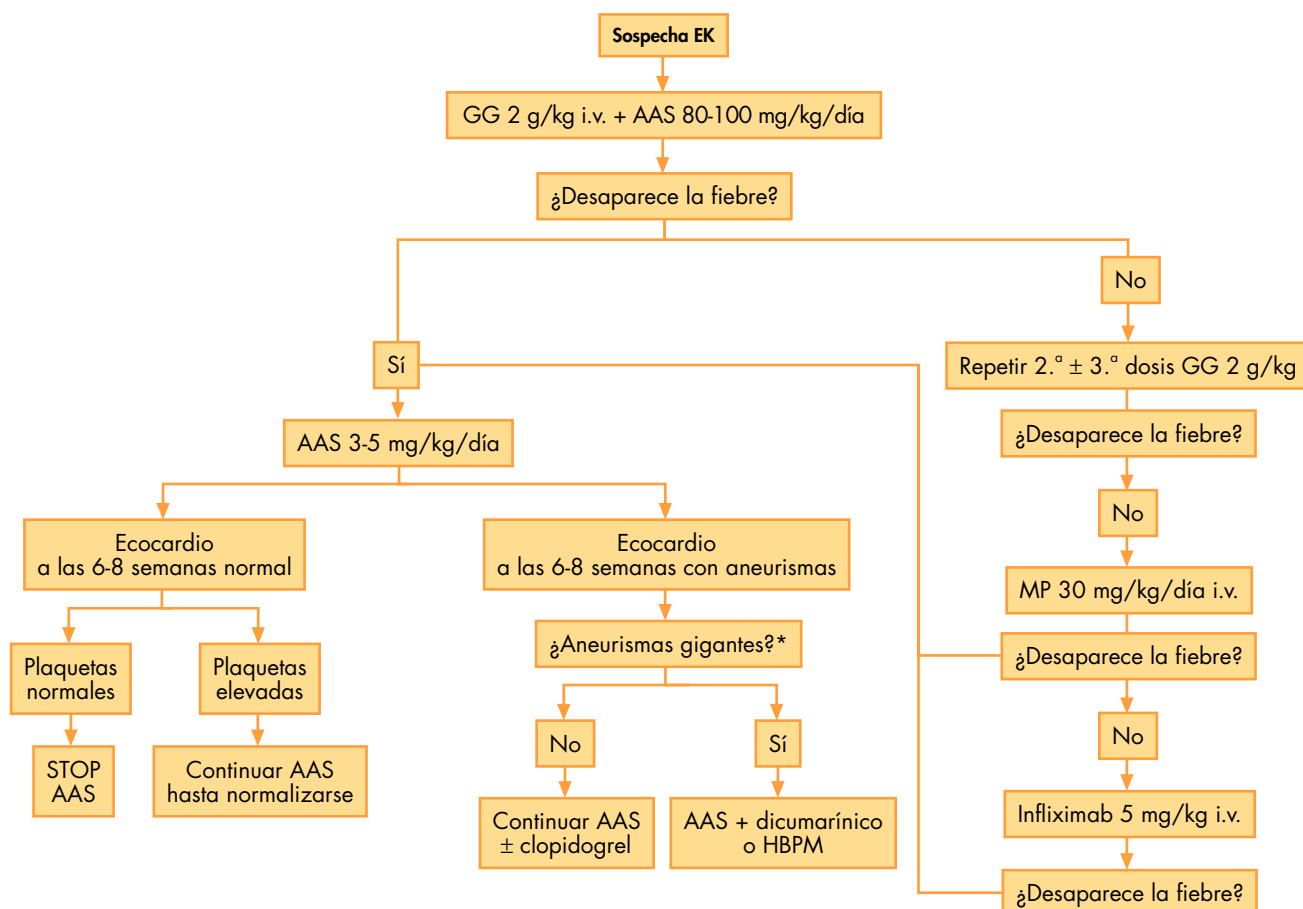 Sospecha EK
GG 2 g/kg i.v. + AAS 80-100 mg/kg/día
¿Desaparece la fiebre?
No
Sí
Repetir 2.ª ± 3.ª dosis GG 2 g/kg
AAS 3-5 mg/kg/día
¿Desaparece la fiebre?
No
Ecocardio
a las 6-8 semanas normal
Ecocardio
a las 6-8 semanas con aneurismas
MP 30 mg/kg/día i.v.
Plaquetas
normales
Plaquetas
elevadas
¿Aneurismas gigantes?*
¿Desaparece la fiebre?
No
Sí
No
STOP
AAS
Continuar AAS
hasta normalizarse
Continuar AAS
± clopidogrel
AAS + dicumarínico
o HBPM
Infliximab 5 mg/kg i.v.
¿Desaparece la fiebre?